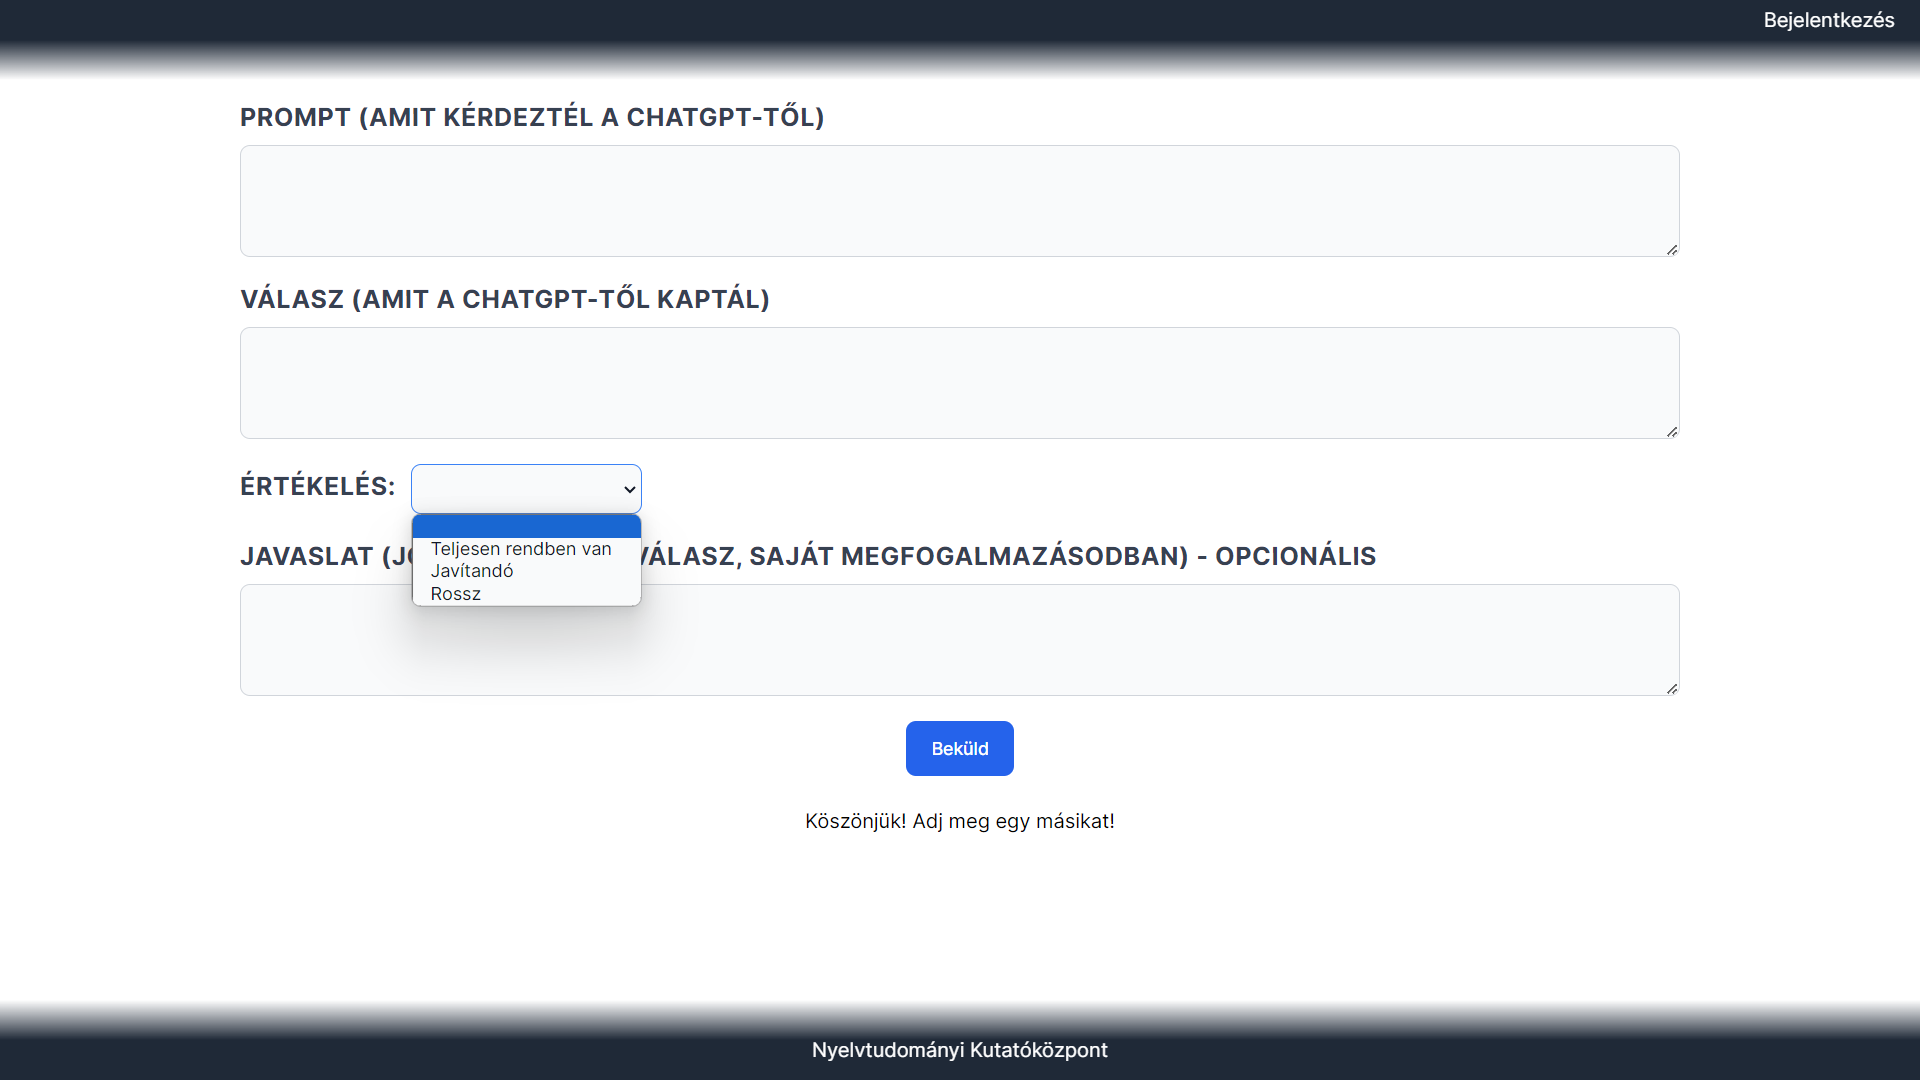 Bejelentkezés
PROMPT (AMIT KÉRDEZTÉL A CHATGPT-TŐL)
VÁLASZ (AMIT A CHATGPT-TŐL KAPTÁL)
ÉRTÉKELÉS:
Teljesen rendben van
Javítandó
Rossz
JAVASLAT (J VÁLASZ, SAJÁT MEGFOGALMAZÁSODBAN) - OPCIONÁLIS
Beküld
Köszönjük! Adj meg egy másikat!
Nyelvtudományi Kutatóközpont